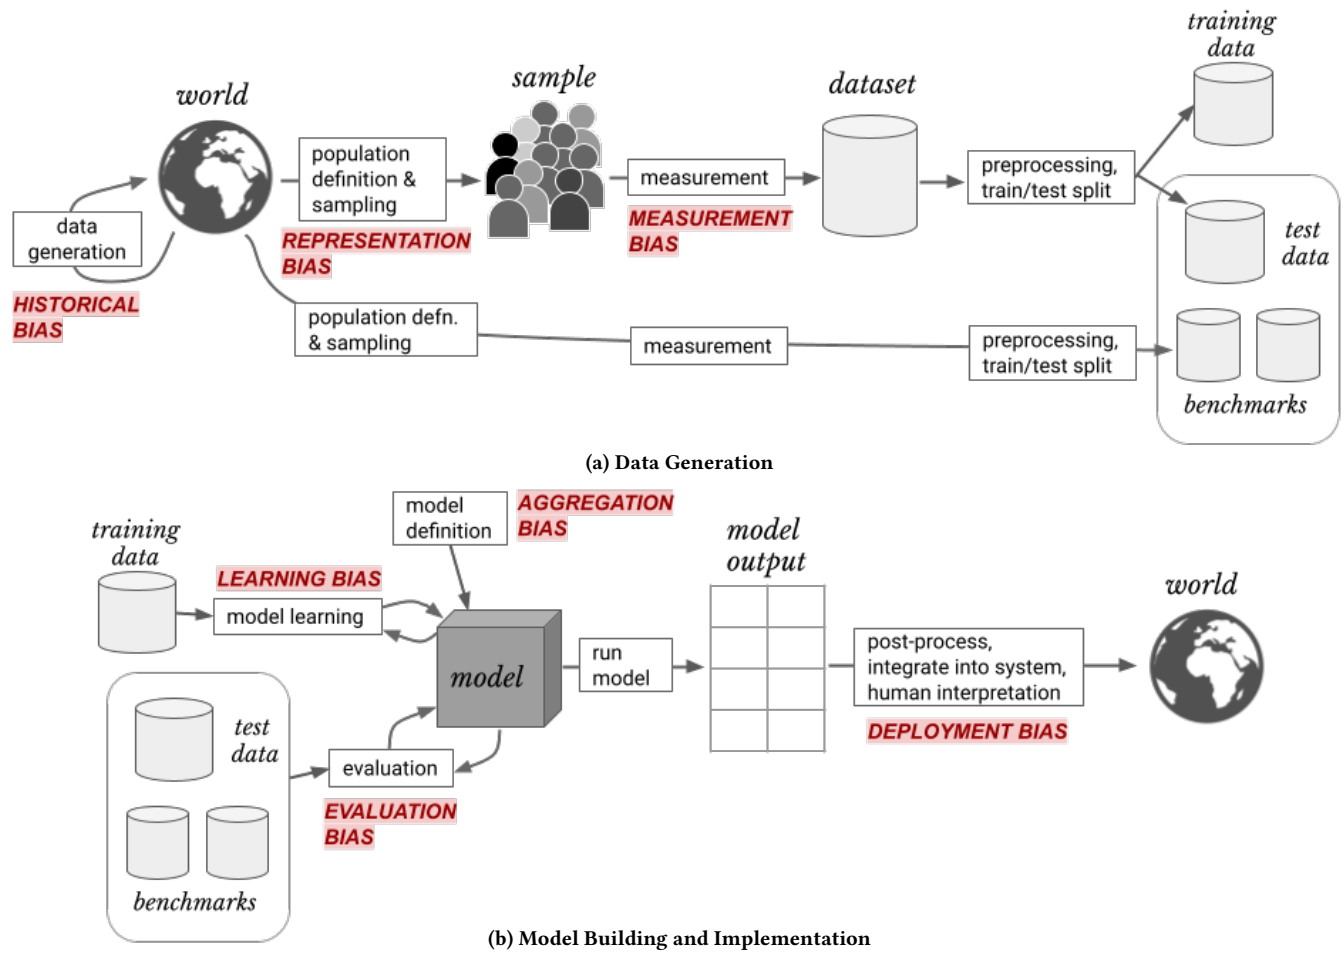 world
sample
dataset
training
data
data
generation
HISTORICAL
BIAS
population
definition &
sampling
REPRESENTATION
BIAS
measurement
MEASUREMENT
BIAS
preprocessing,
train/test split
test
data
population defn.
& sampling
measurement
preprocessing,
train/test split
benchmarks
(a) Data Generation
training
data
LEARNING BIAS
model learning
model
definition
AGGREGATION
BIAS
model
test
data
benchmarks
evaluation
EVALUATION
BIAS
run
model
model
output
post-process,
integrate into system,
human interpretation
DEPLOYMENT BIAS
world
(b) Model Building and Implementation